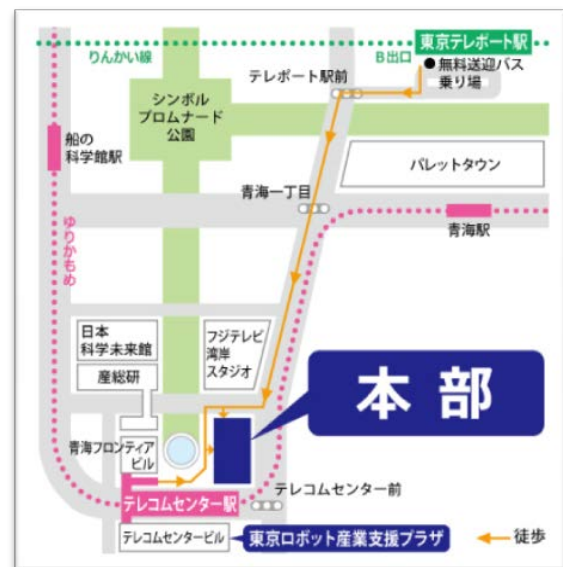 東京テレポート駅
りんかい線
B出口
●無料送迎バス
乗り場
テレポート駅前
シンボル
プロムナード
公園
船の
科学館駅
パレットタウン
青海一丁目
青海駅
ゆりかもめ
日本
科学未来館
フジテレビ
湾岸
スタジオ
産総研
本部
青海フロンティア
ビル
テレコムセンター駅
テレコムセンター前
テレコムセンタービル
東京ロボット産業支援プラザ
徒歩